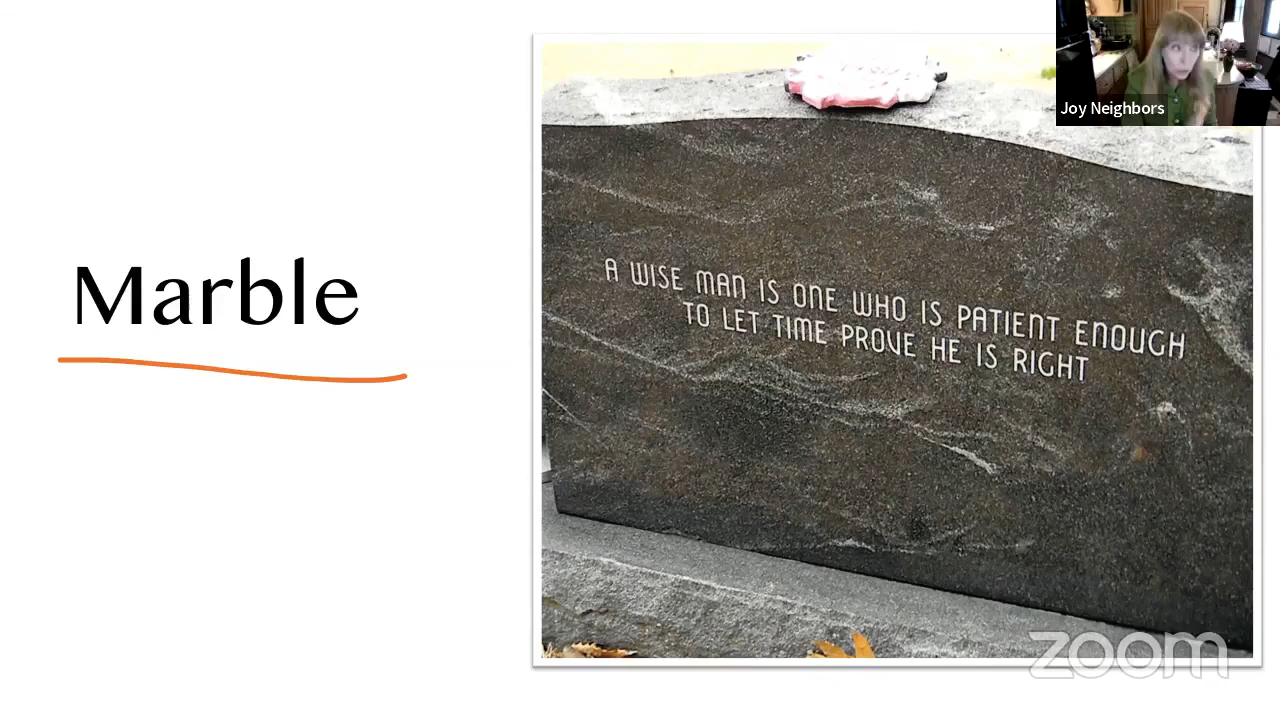 Joy Neighbors
Marble
A WISE MAN IS ONE WHO IS PATIENT ENOUGH
TO LET TIME PROVE HE IS RIGHT
zoom